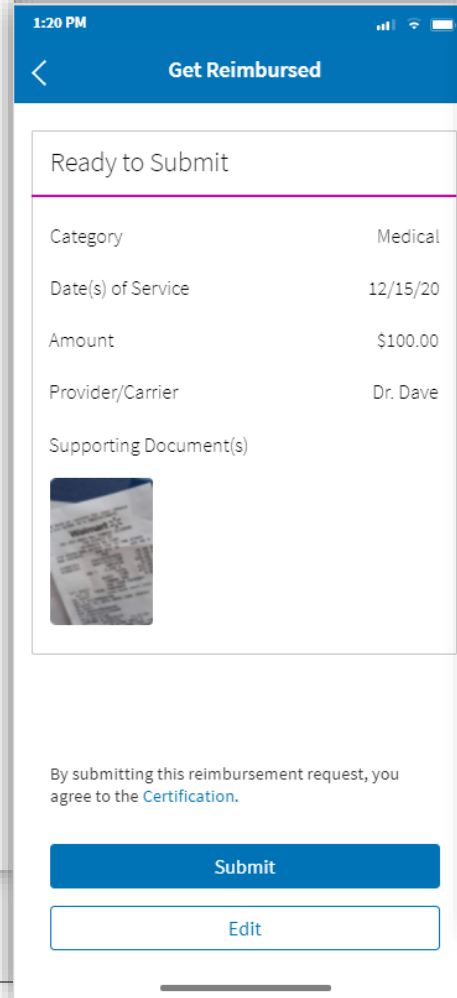 1:20 PM
Get Reimbursed
Ready to Submit
Category Medical
Date(s) of Service 12/15/20
Amount $100.00
Provider/Carrier Dr. Dave
Supporting Document(s)
Walmart
By submitting this reimbursement request, you
agree to the Certification.
Submit
Edit